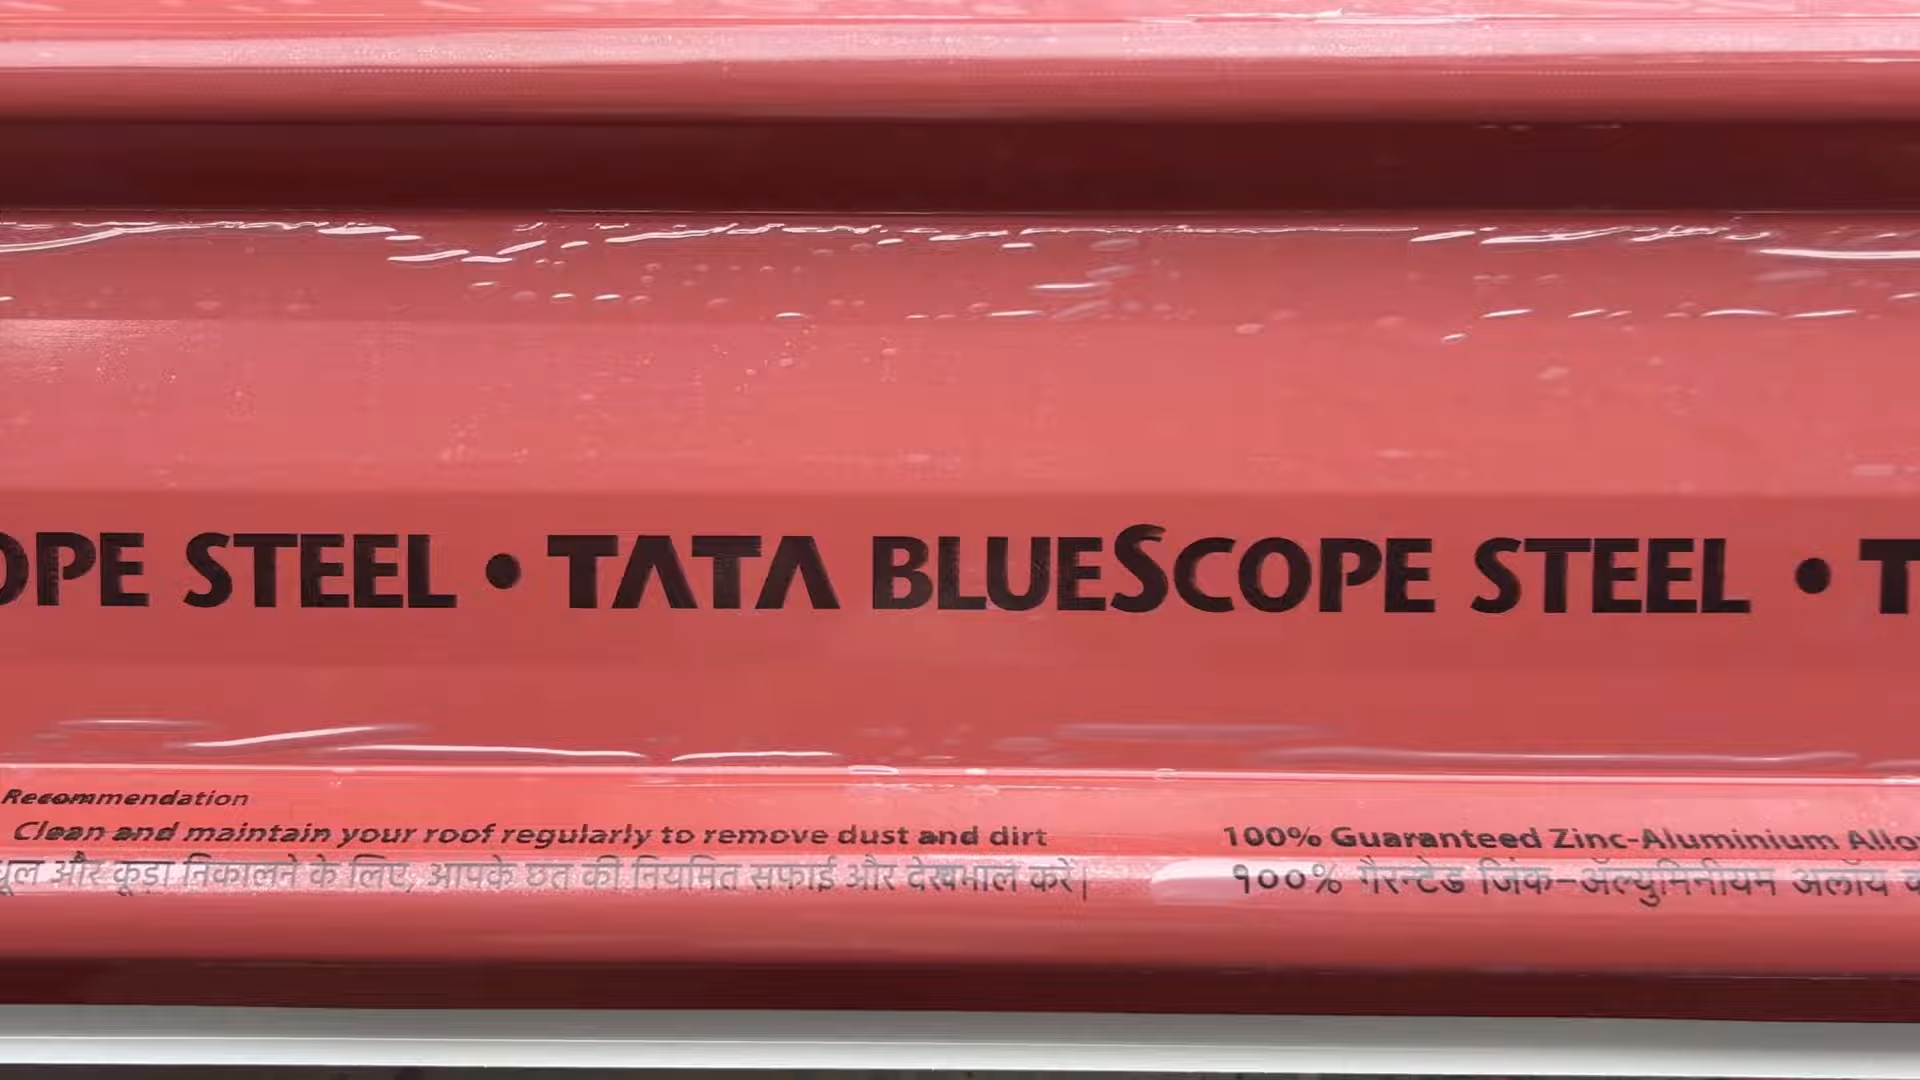 OPE STEEL • TATA BLUESCOPE STEEL • T
Recommendation
Clean and maintain your roof regularly to remove dust and dirt
धूल और कूड़ा निकालने के लिए, आपके छत की नियमित सफाई और देखभाल करें|
100% Guaranteed Zinc-Aluminium Alloy
१००% गैरन्टेड जिंक-अॅल्युमिनीयम अलॉय